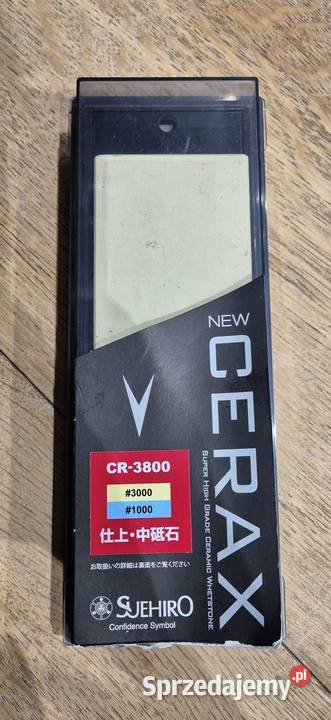 NEW
CERAX
SUPER HIGH GRADE CERAMIC WHETSTONE
CR-3800
#3000
#1000
仕上・中砥石
お取扱いの詳細は裏面をご覧ください
SUEHIRO
Confidence Symbol
Sprzedajemy.pl